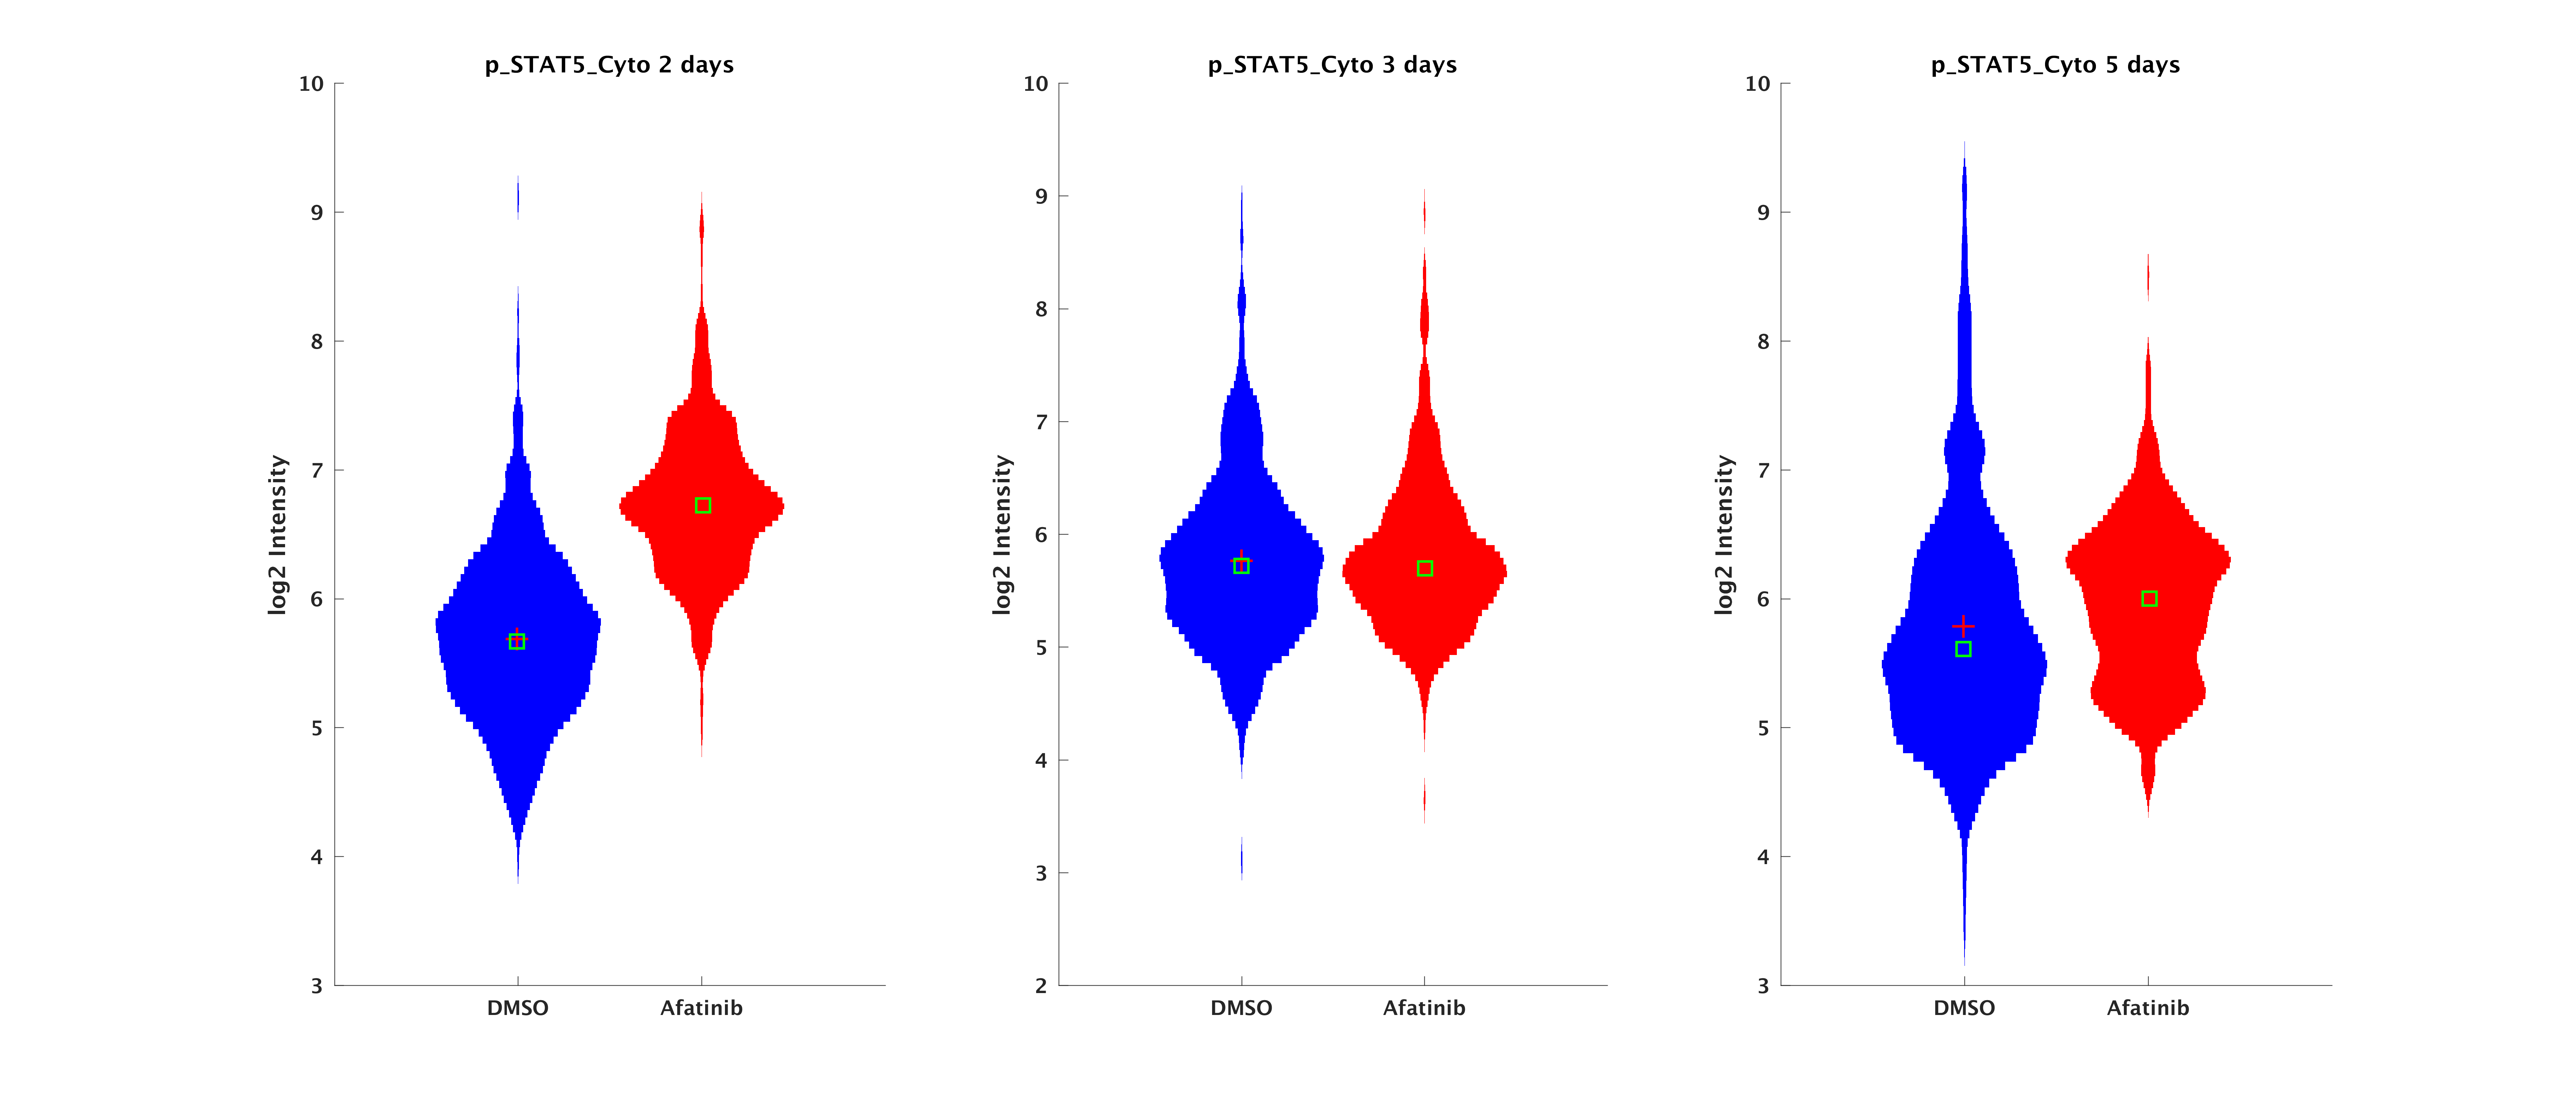 p_STAT5_Cyto 2 days
10
9
8
7
6
5
4
3
log2 Intensity
DMSO
Afatinib
p_STAT5_Cyto 3 days
10
9
8
7
6
5
4
3
2
log2 Intensity
DMSO
Afatinib
p_STAT5_Cyto 5 days
10
9
8
7
6
5
4
3
log2 Intensity
DMSO
Afatinib